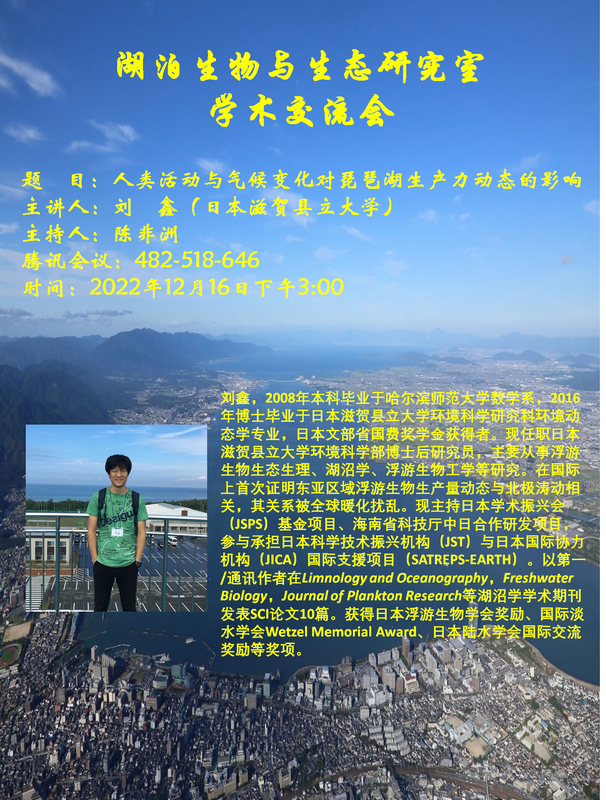 湖泊生物与生态研究室
学术交流会
题　目：人类活动与气候变化对琵琶湖生产力动态的影响
主讲人：刘　鑫（日本滋贺县立大学）
主持人：陈非洲
腾讯会议：482-518-646
时间：2022年12月16日下午3:00
刘鑫，2008年本科毕业于哈尔滨师范大学数学系，2016
年博士毕业于日本滋贺县立大学环境科学研究科环境动
态学专业，日本文部省国费奖学金获得者。现任职日本
滋贺县立大学环境科学部博士后研究员，主要从事浮游
生物生态生理、湖沼学、浮游生物工学等研究。在国际
上首次证明东亚区域浮游生物生产量动态与北极涛动相
关，其关系被全球暖化扰乱。现主持日本学术振兴会
（JSPS）基金项目、海南省科技厅中日合作研发项目，
参与承担日本科学技术振兴机构（JST）与日本国际协力
机构（JICA）国际支援项目（SATREPS-EARTH）。以第一
/通讯作者在Limnology and Oceanography，Freshwater
Biology，Journal of Plankton Research等湖沼学学术期刊
发表SCI论文10篇。获得日本浮游生物学会奖励、国际淡
水学会Wetzel Memorial Award、日本陆水学会国际交流
奖励等奖项。